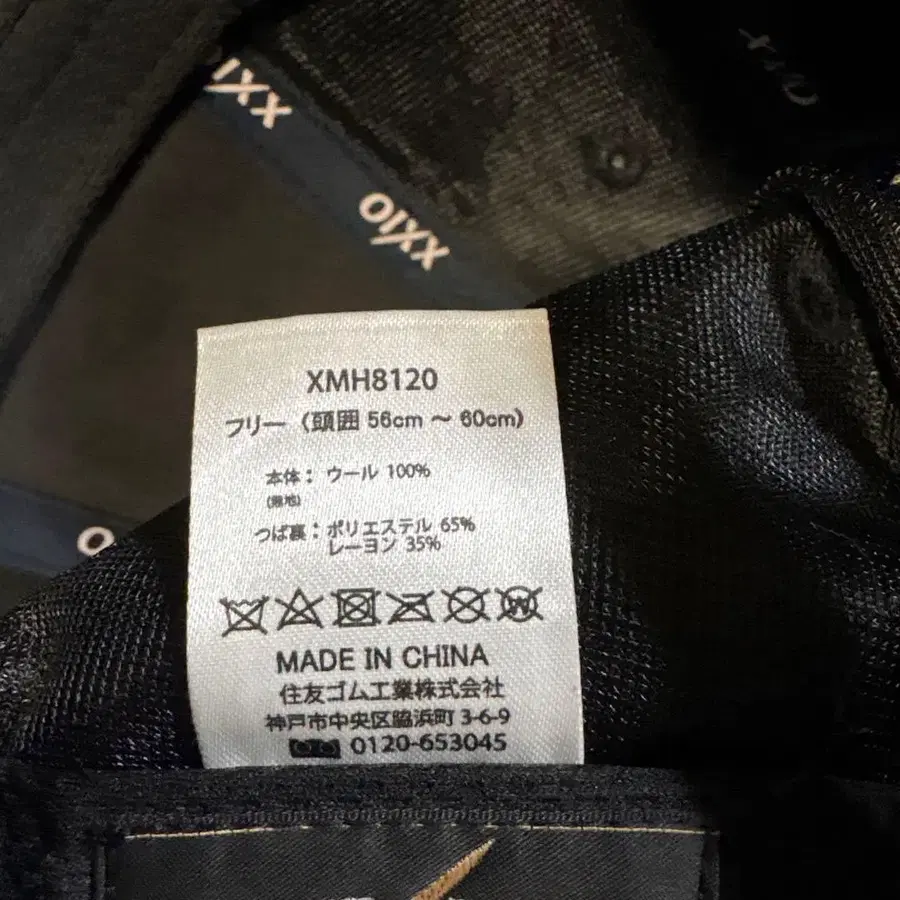 XXIO
XXIO
XMH8120
フリー（頭囲 56cm ～ 60cm）
本体： ウール 100%
(無地)
つば裏： ポリエステル 65%
レーヨン 35%
MADE IN CHINA
住友ゴム工業株式会社
神戸市中央区脇浜町 3-6-9
0120-653045